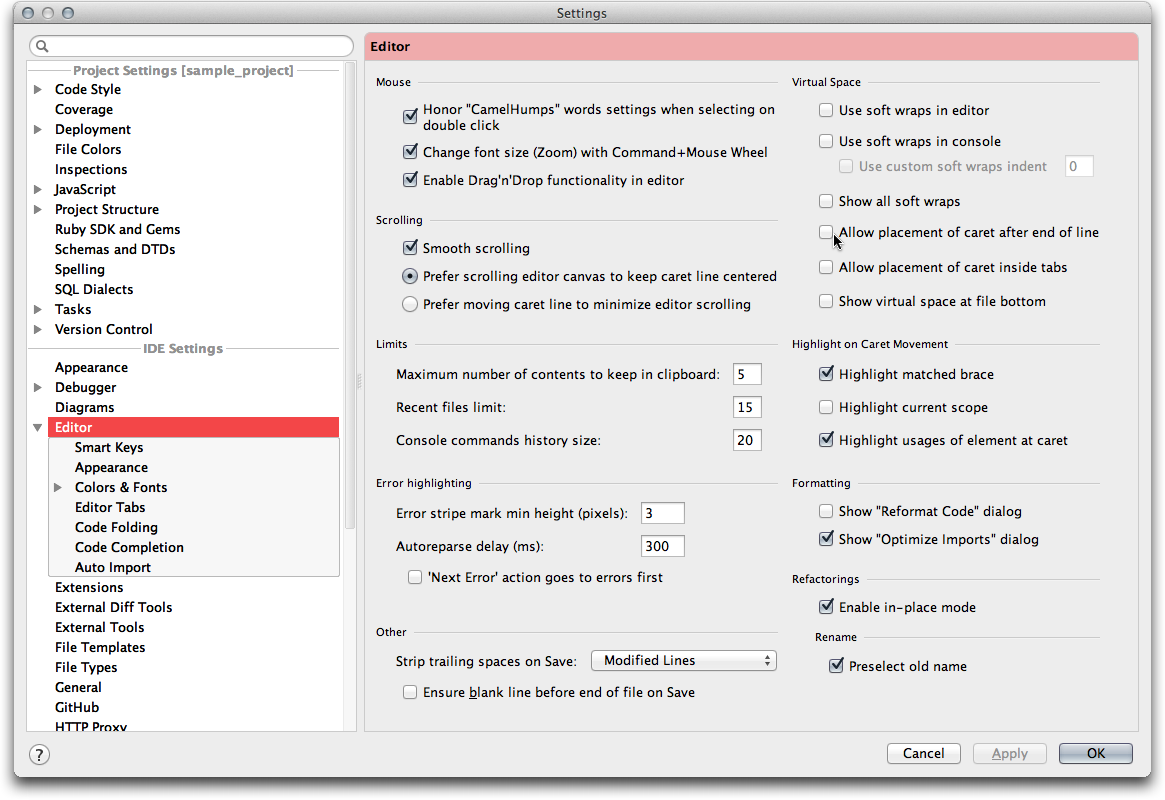 Settings
Project Settings [sample_project]
Code Style
Coverage
Deployment
File Colors
Inspections
JavaScript
Project Structure
Ruby SDK and Gems
Schemas and DTDs
Spelling
SQL Dialects
Tasks
Version Control
IDE Settings
Appearance
Debugger
Diagrams
Editor
Smart Keys
Appearance
Colors & Fonts
Editor Tabs
Code Folding
Code Completion
Auto Import
Extensions
External Diff Tools
External Tools
File Templates
File Types
General
GitHub
HTTP Proxy
?
Editor
Mouse
Honor "CamelHumps" words settings when selecting on
double click
Change font size (Zoom) with Command+Mouse Wheel
Enable Drag'n'Drop functionality in editor
Scrolling
Smooth scrolling
Prefer scrolling editor canvas to keep caret line centered
Prefer moving caret line to minimize editor scrolling
Limits
Maximum number of contents to keep in clipboard: 5
Recent files limit: 15
Console commands history size: 20
Error highlighting
Error stripe mark min height (pixels): 3
Autoreparse delay (ms): 300
'Next Error' action goes to errors first
Other
Strip trailing spaces on Save: Modified Lines
Ensure blank line before end of file on Save
Virtual Space
Use soft wraps in editor
Use soft wraps in console
Use custom soft wraps indent 0
Show all soft wraps
Allow placement of caret after end of line
Allow placement of caret inside tabs
Show virtual space at file bottom
Highlight on Caret Movement
Highlight matched brace
Highlight current scope
Highlight usages of element at caret
Formatting
Show "Reformat Code" dialog
Show "Optimize Imports" dialog
Refactorings
Enable in-place mode
Rename
Preselect old name
Cancel Apply OK